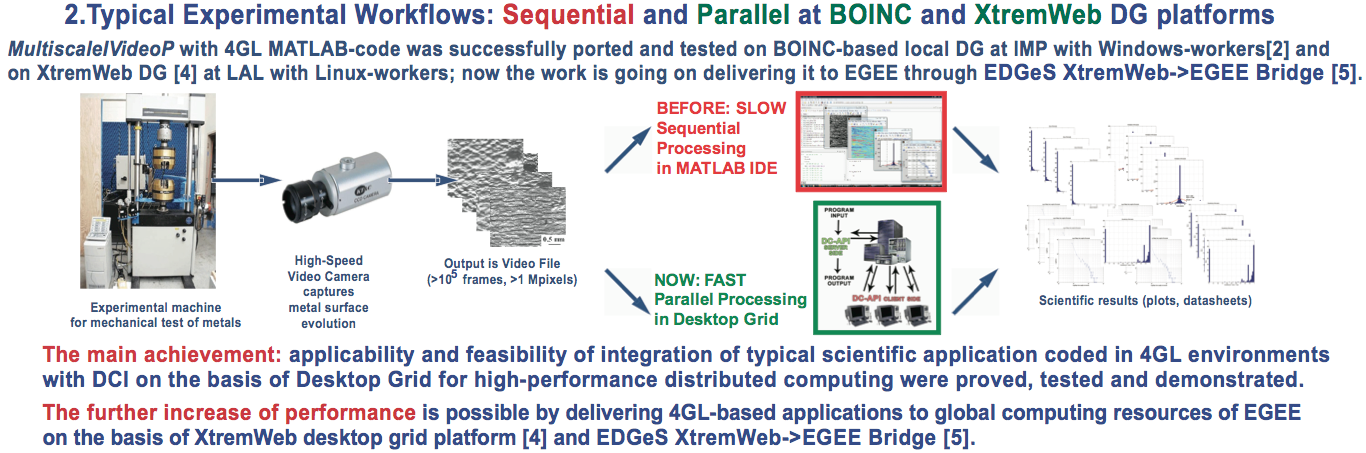 2.Typical Experimental Workflows: Sequential and Parallel at BOINC and XtremWeb DG platforms
MultiscaleIVideoP with 4GL MATLAB-code was successfully ported and tested on BOINC-based local DG at IMP with Windows-workers[2] and
on XtremWeb DG [4] at LAL with Linux-workers; now the work is going on delivering it to EGEE through EDGeS XtremWeb->EGEE Bridge [5].
Experimental machine
for mechanical test of metals
CCD CAMERA
High-Speed
Video Camera
captures
metal surface
evolution
0.5 mm
Output is Video File
(>10⁵ frames, >1 Mpixels)
BEFORE: SLOW
Sequential
Processing
in MATLAB IDE
NOW: FAST
Parallel Processing
in Desktop Grid
PROGRAM
INPUT
DC-API
SERVER
SIDE
PROGRAM
OUTPUT
DC-API CLIENT SIDE
Scientific results (plots, datasheets)
The main achievement: applicability and feasibility of integration of typical scientific application coded in 4GL environments
with DCI on the basis of Desktop Grid for high-performance distributed computing were proved, tested and demonstrated.
The further increase of performance is possible by delivering 4GL-based applications to global computing resources of EGEE
on the basis of XtremWeb desktop grid platform [4] and EDGeS XtremWeb->EGEE Bridge [5].